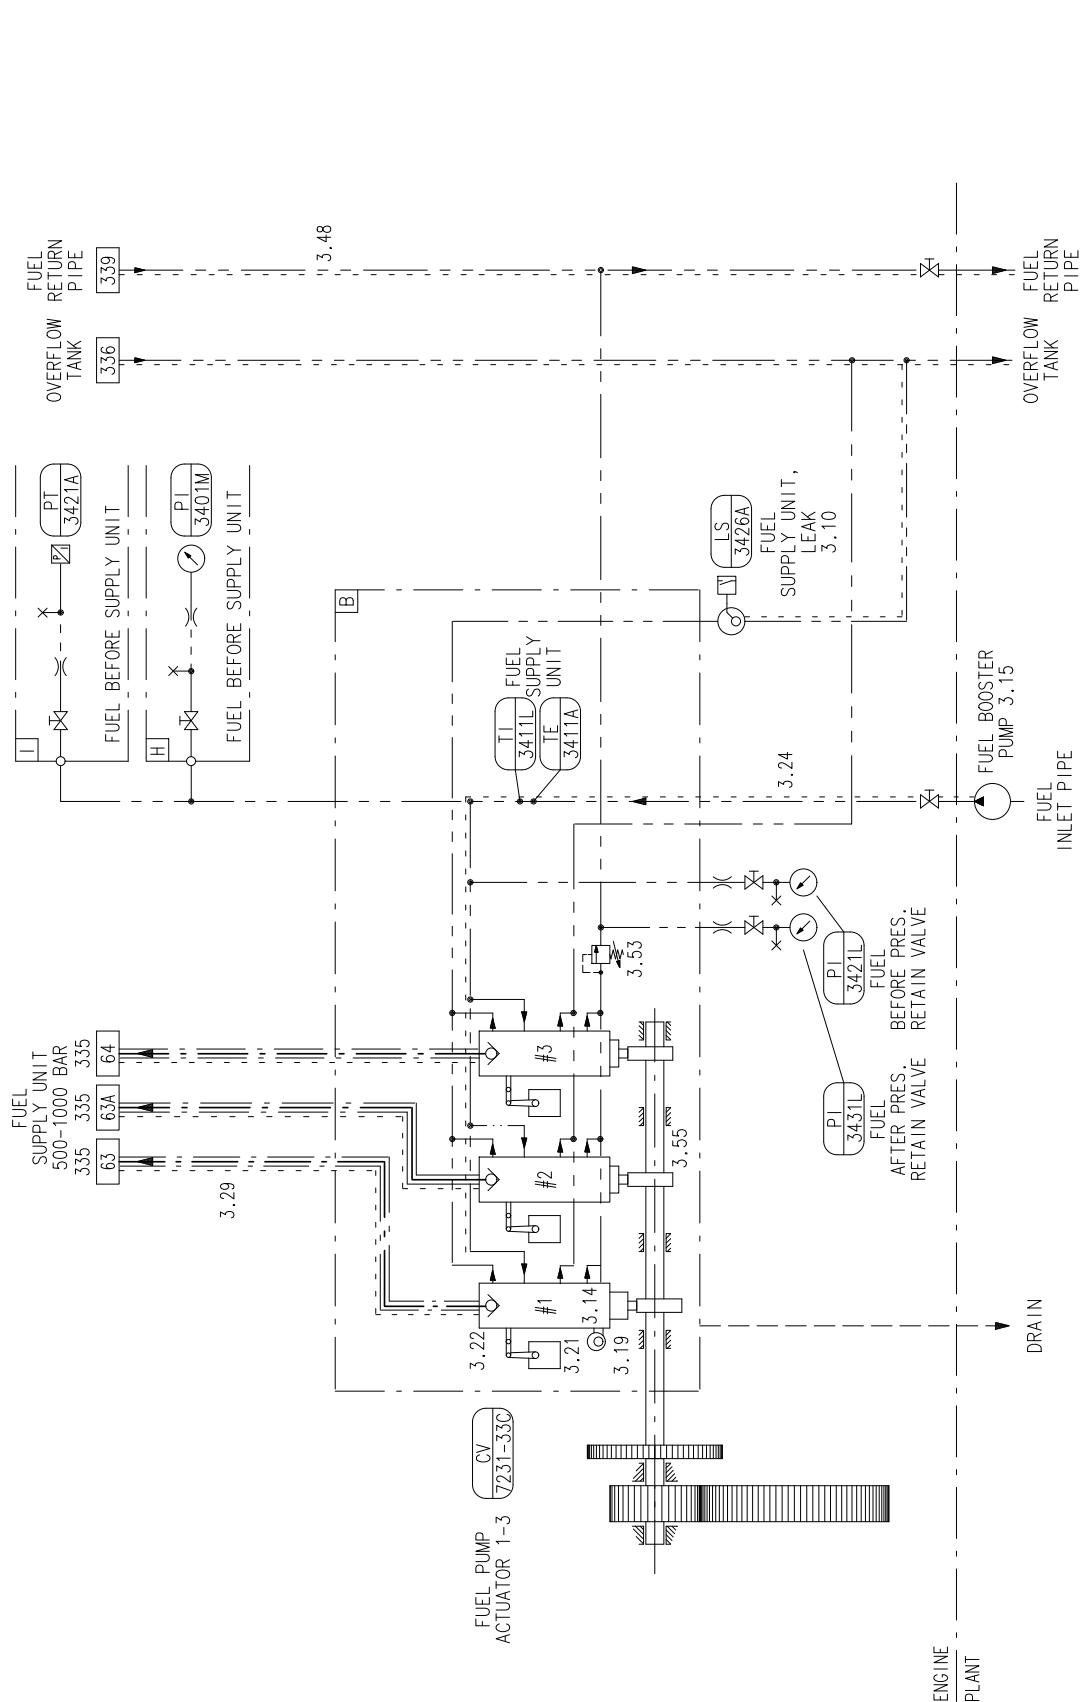 FUEL
RETURN
PIPE
339
3.48
FUEL
RETURN
PIPE
OVERFLOW
TANK
336
OVERFLOW
TANK
PT
3421A
P/I
I
FUEL BEFORE SUPPLY UNIT
PI
3401M
H
FUEL BEFORE SUPPLY UNIT
B
LS
3426A
FUEL
SUPPLY UNIT,
LEAK
3.10
TI
3411L
TE
3411A
FUEL
SUPPLY
UNIT
3.24
FUEL BOOSTER
PUMP 3.15
FUEL
INLET PIPE
PI
3421L
FUEL
BEFORE PRES.
RETAIN VALVE
PI
3431L
FUEL
AFTER PRES.
RETAIN VALVE
3.53
FUEL
SUPPLY UNIT
500-1000 BAR
335
64
335
63A
335
63
3.29
#3
#2
#1
3.55
3.14
3.22
3.21
3.19
DRAIN
CV
7231-33C
FUEL PUMP
ACTUATOR 1-3
ENGINE
PLANT